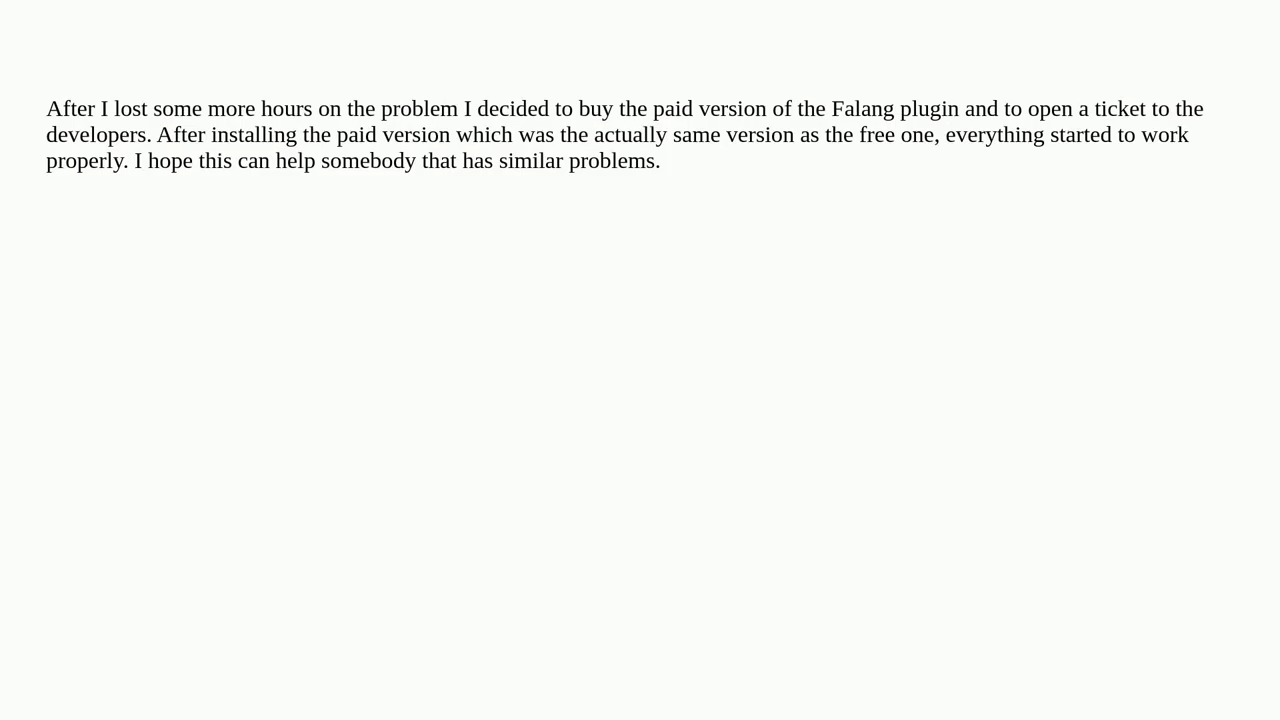 After I lost some more hours on the problem I decided to buy the paid version of the Falang plugin and to open a ticket to the
developers. After installing the paid version which was the actually same version as the free one, everything started to work
properly. I hope this can help somebody that has similar problems.